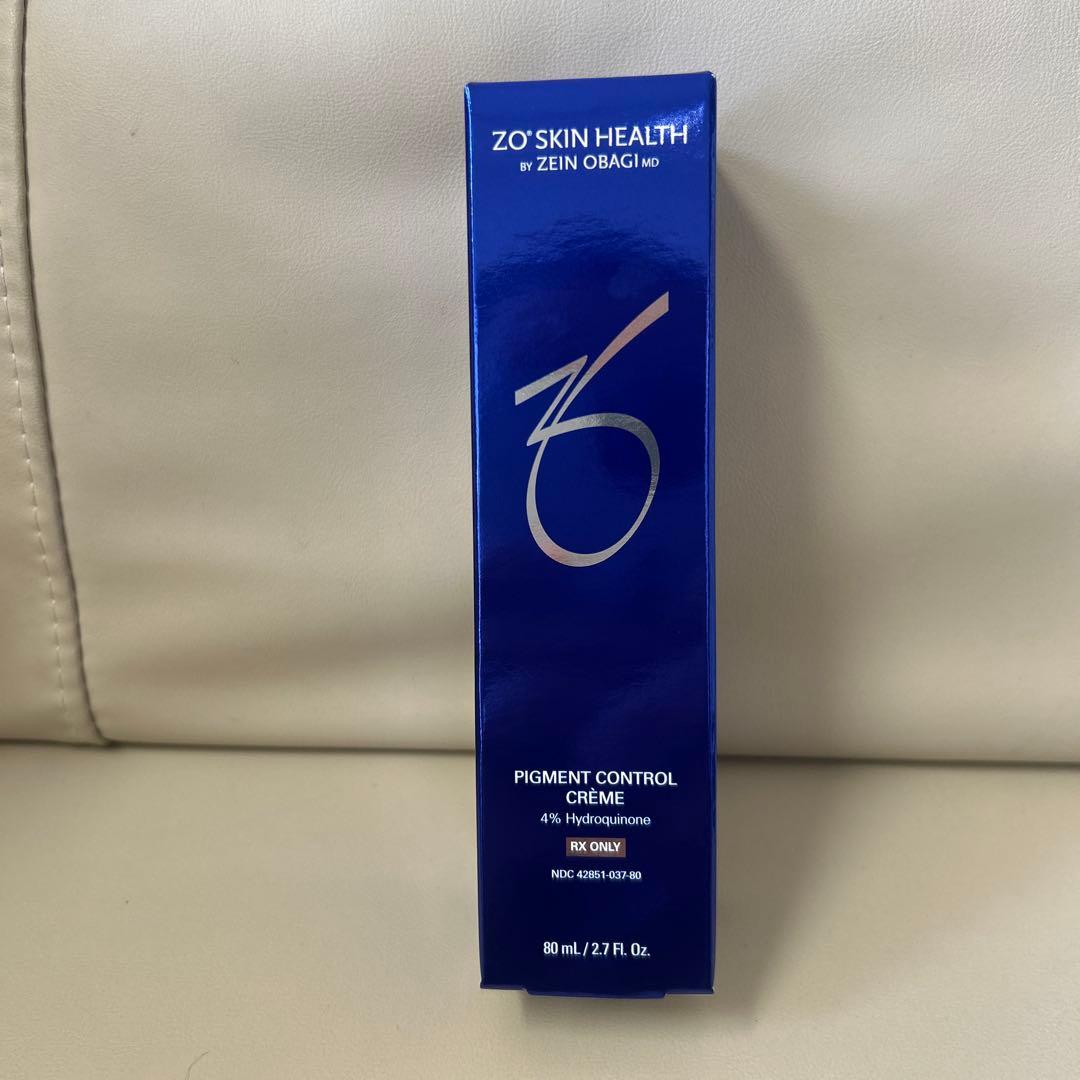 ZO® SKIN HEALTH
BY ZEIN OBAGI MD
ZO
PIGMENT CONTROL
CRÈME
4% Hydroquinone
RX ONLY
NDC 42851-037-80
80 mL / 2.7 Fl. Oz.